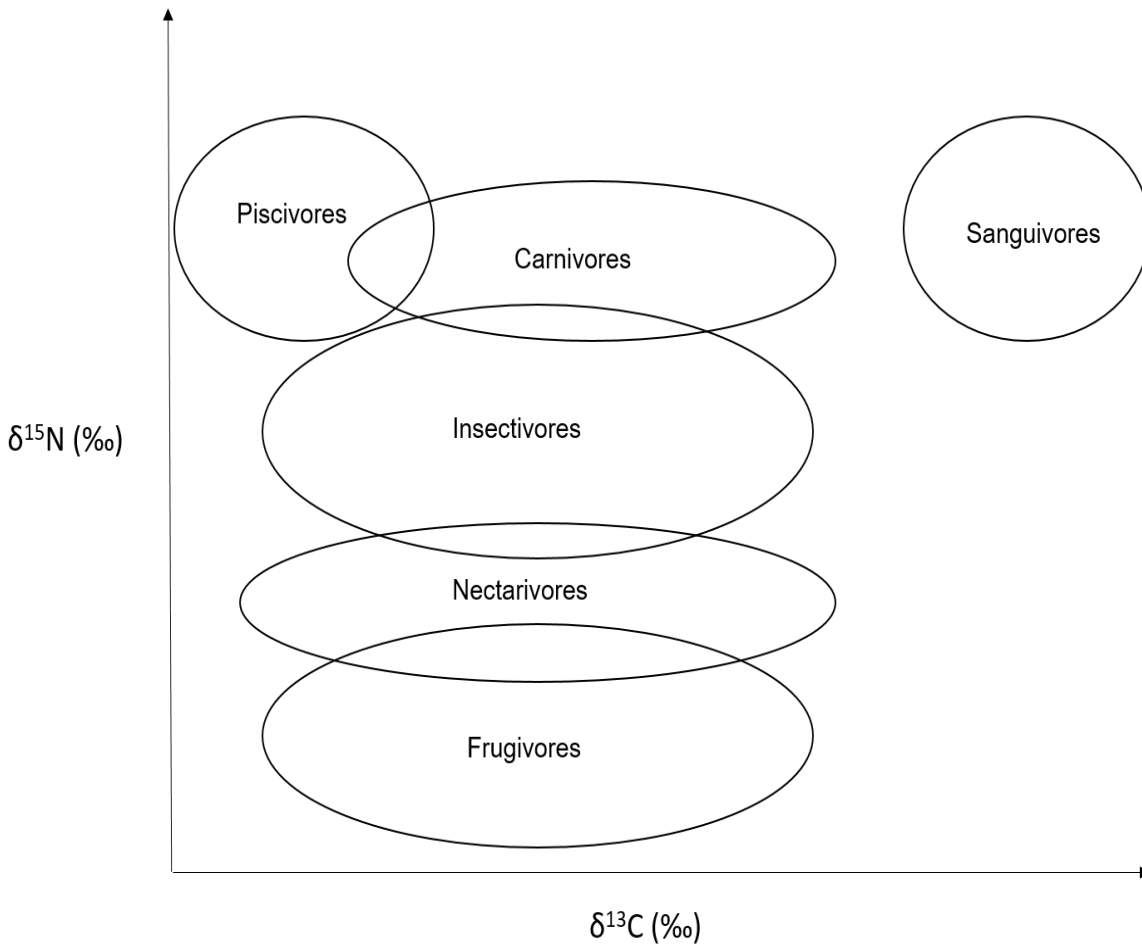 Piscivores
Sanguivores
Carnivores
Insectivores
δ¹⁵N (‰)
Nectarivores
Frugivores
δ¹³C (‰)